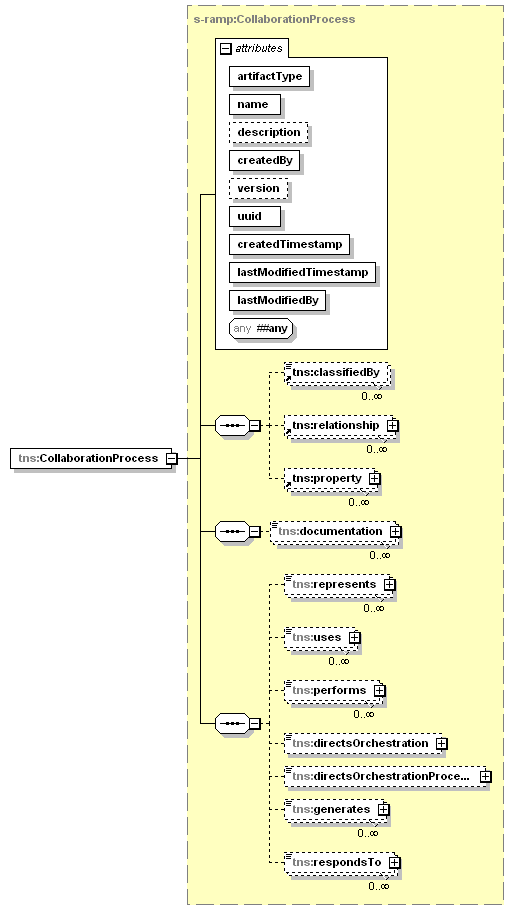 s-ramp:CollaborationProcess
attributes
artifactType
name
description
createdBy
version
uuid
createdTimestamp
lastModifiedTimestamp
lastModifiedBy
any ##any
tns:classifiedBy
0..∞
tns:relationship
0..∞
tns:CollaborationProcess
tns:property
0..∞
tns:documentation
0..∞
tns:represents
0..∞
tns:uses
0..∞
tns:performs
0..∞
tns:directsOrchestration
tns:directsOrchestrationProce...
tns:generates
0..∞
tns:respondsTo
0..∞